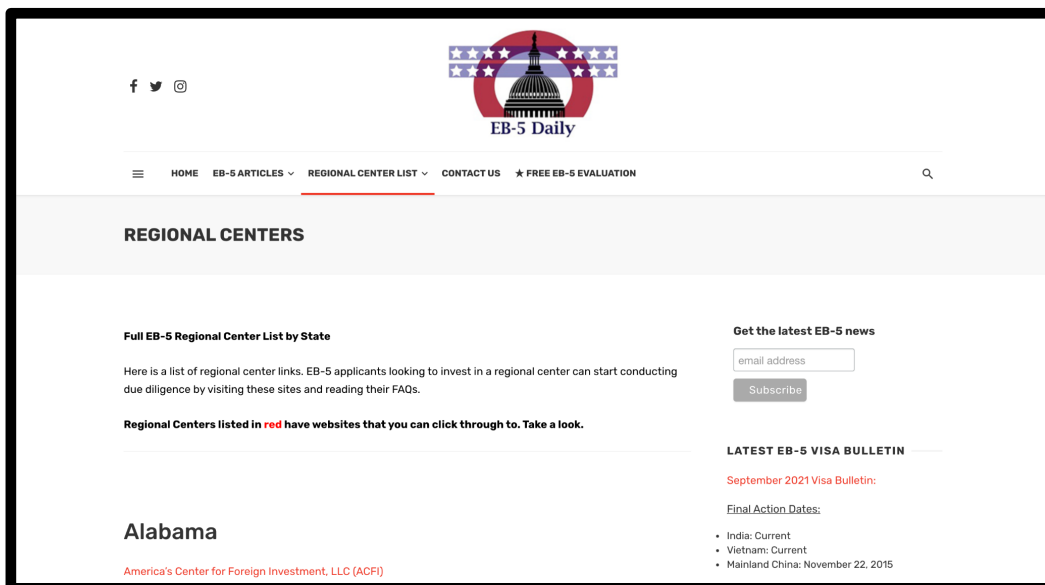 EB-5 Daily
HOME EB-5 ARTICLES REGIONAL CENTER LIST CONTACT US ★ FREE EB-5 EVALUATION
REGIONAL CENTERS
Full EB-5 Regional Center List by State
Here is a list of regional center links. EB-5 applicants looking to invest in a regional center can start conducting
due diligence by visiting these sites and reading their FAQs.
Regional Centers listed in red have websites that you can click through to. Take a look.
Alabama
America's Center for Foreign Investment, LLC (ACFI)
Get the latest EB-5 news
email address
Subscribe
LATEST EB-5 VISA BULLETIN
September 2021 Visa Bulletin:
Final Action Dates:
• India: Current
• Vietnam: Current
• Mainland China: November 22, 2015